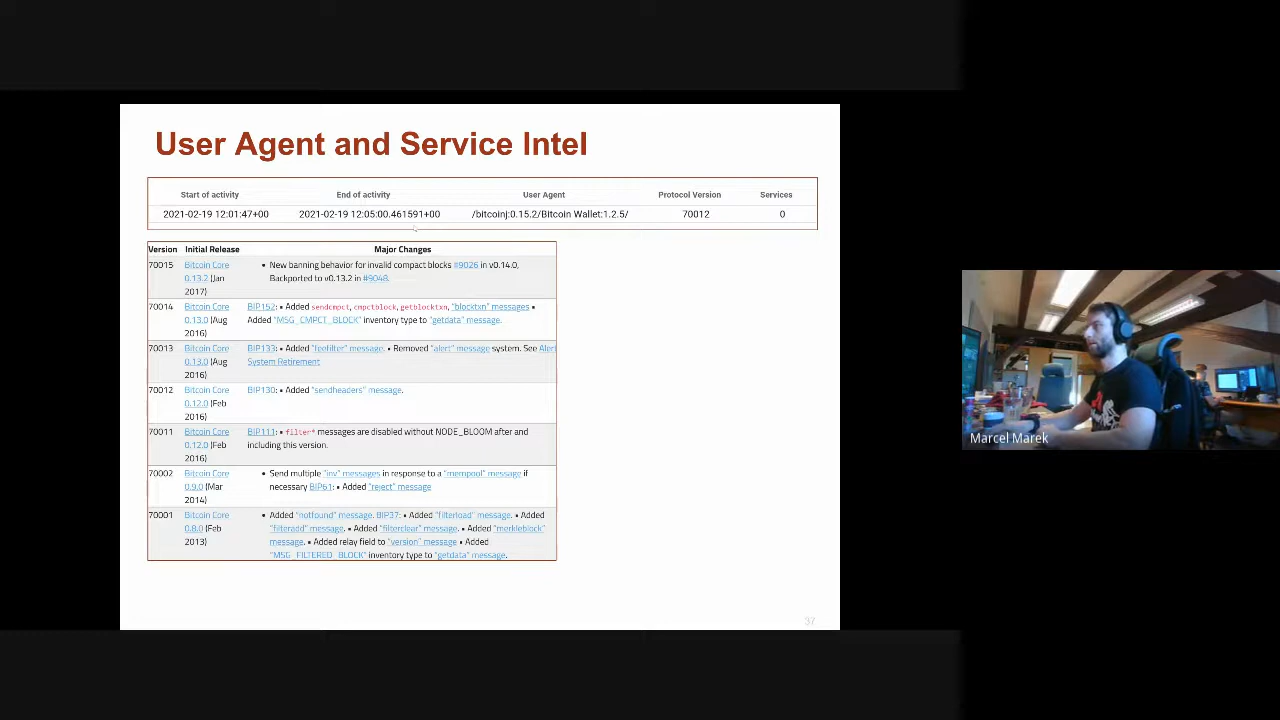 User Agent and Service Intel
Start of activity End of activity User Agent Protocol Version Services
2021-02-19 12:01:47+00 2021-02-19 12:05:00.461591+00 /bitcoinj:0.15.2/Bitcoin Wallet:1.2.5/ 70012 0
Version Initial Release Major Changes
70015 Bitcoin Core • New banning behavior for invalid compact blocks #9026 in v0.14.0,
0.13.2 (Jan Backported to v0.13.2 in #9048.
2017)
70014 Bitcoin Core BIP152: • Added sendcmpct, cmpctblock, getblocktxn, "blocktxn" messages •
0.13.0 (Aug Added "MSG_CMPCT_BLOCK" inventory type to "getdata" message.
2016)
70013 Bitcoin Core BIP133: • Added "feefilter" message. • Removed "alert" message system. See Alert
0.13.0 (Aug System Retirement
2016)
70012 Bitcoin Core BIP130: • Added "sendheaders" message.
0.12.0 (Feb
2016)
70011 Bitcoin Core BIP111: • filter* messages are disabled without NODE_BLOOM after and
0.12.0 (Feb including this version.
2016)
70002 Bitcoin Core • Send multiple "inv" messages in response to a "mempool" message if
0.9.0 (Mar necessary BIP61: • Added "reject" message
2014)
70001 Bitcoin Core • Added "notfound" message. BIP37: • Added "filterload" message. • Added
0.8.0 (Feb "filteradd" message. • Added "filterclear" message. • Added "merkleblock"
2013) message. • Added relay field to "version" message • Added
"MSG_FILTERED_BLOCK" inventory type to "getdata" message.
37
Marcel Marek